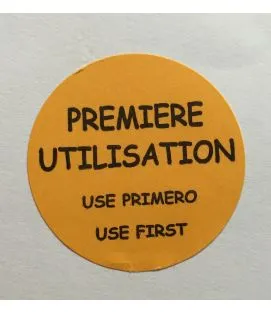 PREMIERE
UTILISATION
USE PRIMERO
USE FIRST